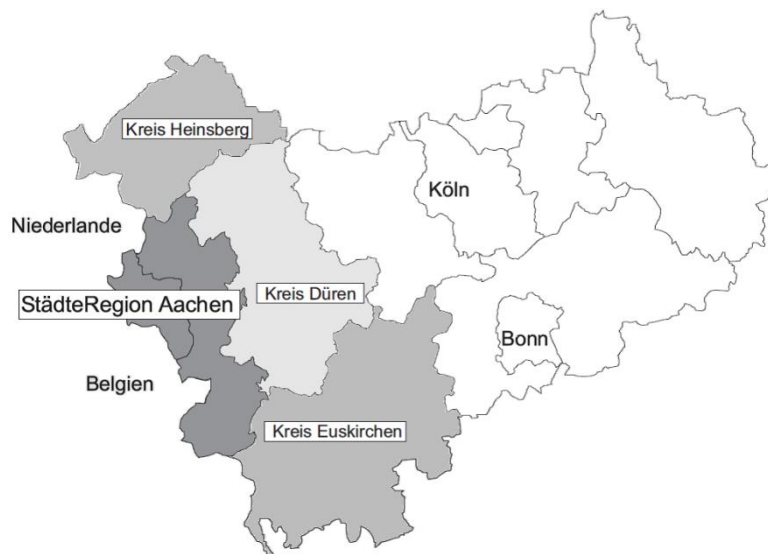 Kreis Heinsberg
Köln
Niederlande
StädteRegion Aachen
Kreis Düren
Bonn
Belgien
Kreis Euskirchen